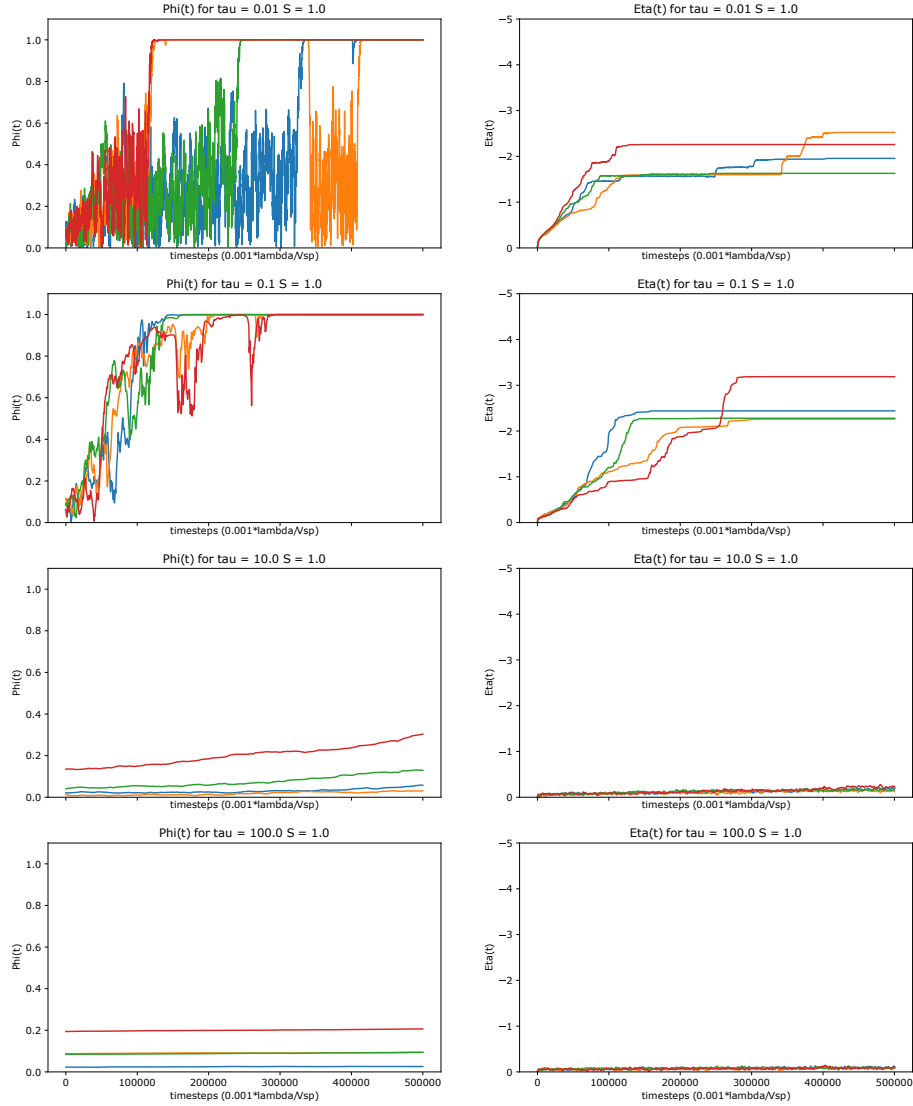 Phi(t) for tau = 0.01 S = 1.0
1.0
0.8
0.6
0.4
0.2
0.0
Phi(t)
timesteps (0.001*lambda/Vsp)
Eta(t) for tau = 0.01 S = 1.0
−5
−4
−3
−2
−1
0
Eta(t)
timesteps (0.001*lambda/Vsp)
Phi(t) for tau = 0.1 S = 1.0
1.0
0.8
0.6
0.4
0.2
0.0
Phi(t)
timesteps (0.001*lambda/Vsp)
Eta(t) for tau = 0.1 S = 1.0
−5
−4
−3
−2
−1
0
Eta(t)
timesteps (0.001*lambda/Vsp)
Phi(t) for tau = 10.0 S = 1.0
1.0
0.8
0.6
0.4
0.2
0.0
Phi(t)
timesteps (0.001*lambda/Vsp)
Eta(t) for tau = 10.0 S = 1.0
−5
−4
−3
−2
−1
0
Eta(t)
timesteps (0.001*lambda/Vsp)
Phi(t) for tau = 100.0 S = 1.0
1.0
0.8
0.6
0.4
0.2
0.0
Phi(t)
0 100000 200000 300000 400000 500000
timesteps (0.001*lambda/Vsp)
Eta(t) for tau = 100.0 S = 1.0
−5
−4
−3
−2
−1
0
Eta(t)
0 100000 200000 300000 400000 500000
timesteps (0.001*lambda/Vsp)